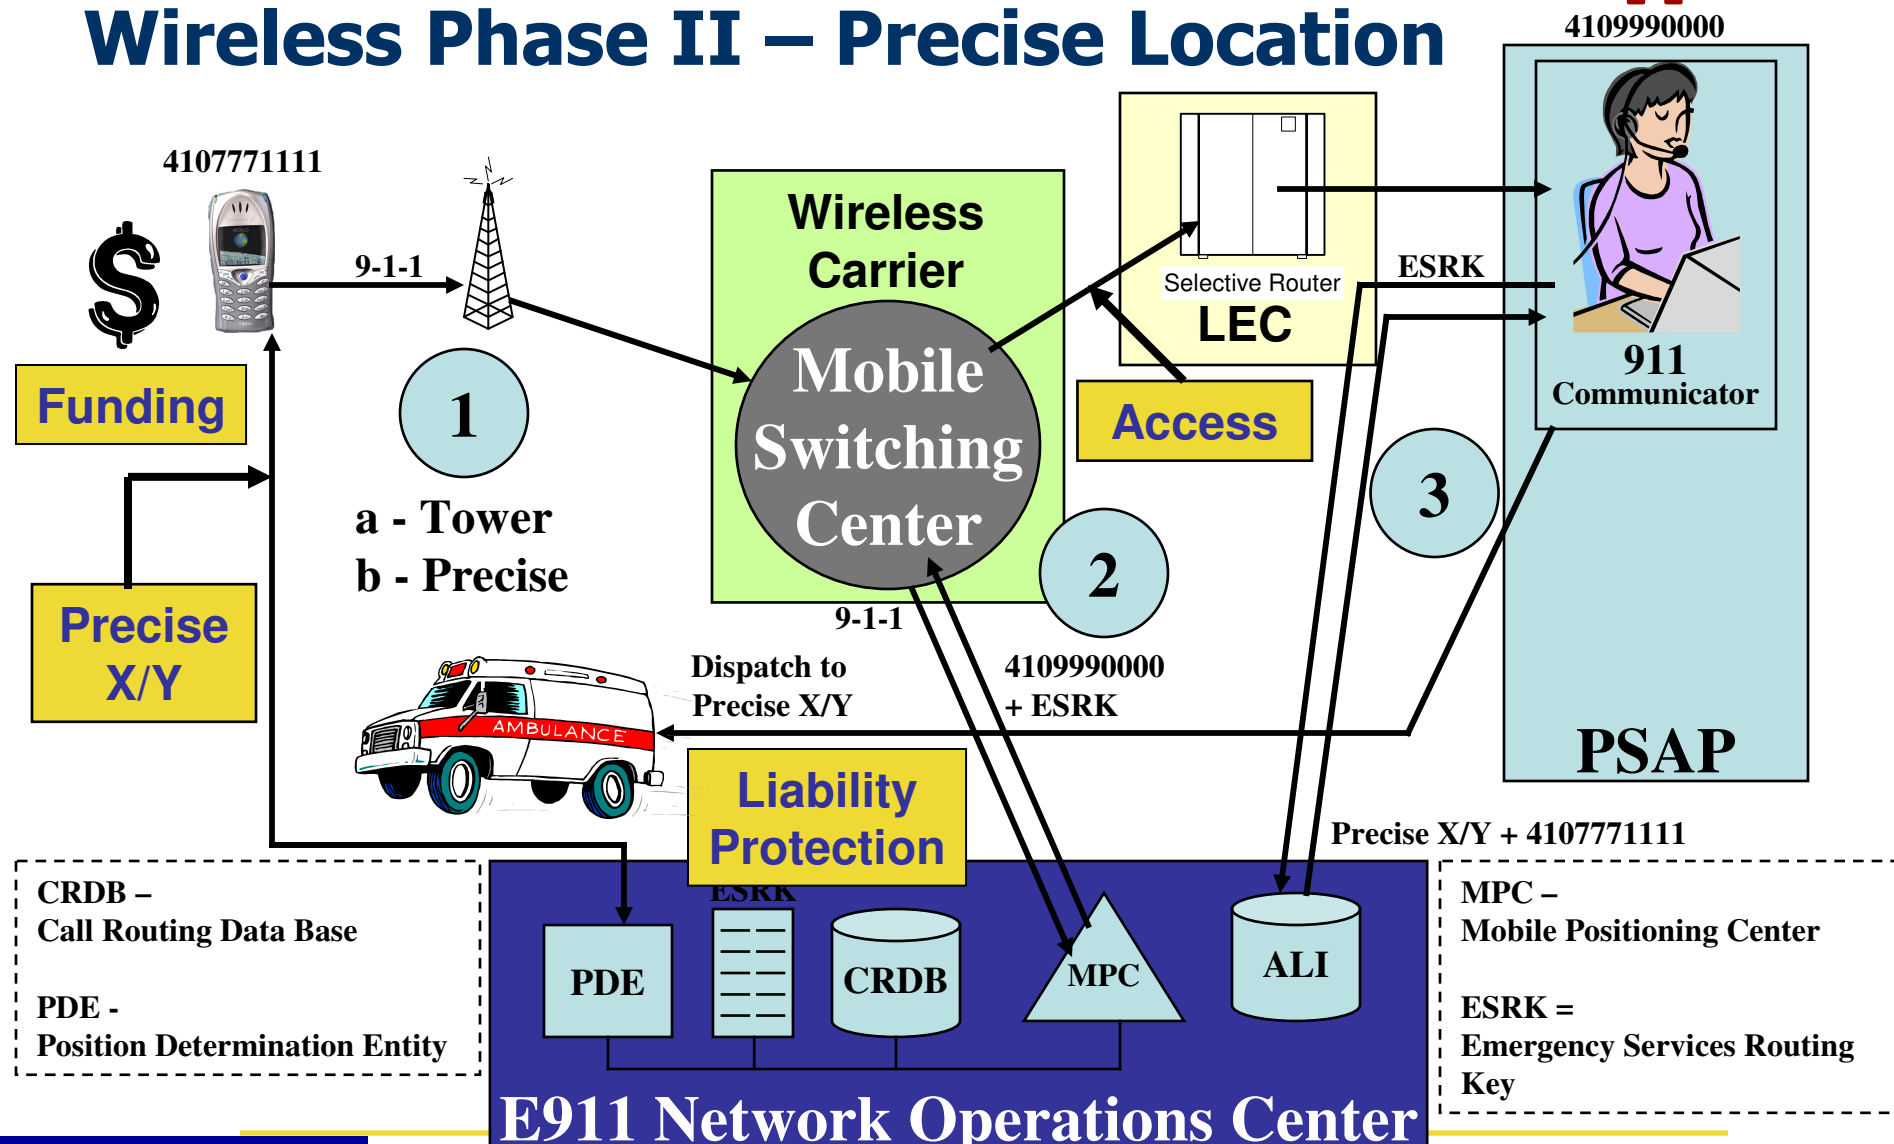 Wireless Phase II – Precise Location
4109990000
4107771111
9-1-1
$
Funding
1
a - Tower
b - Precise
Precise
X/Y
Wireless
Carrier
Mobile
Switching
Center
9-1-1
2
4109990000
+ ESRK
Selective Router
LEC
Access
ESRK
911
Communicator
3
PSAP
Dispatch to
Precise X/Y
AMBULANCE
Liability
Protection
Precise X/Y + 4107771111
CRDB –
Call Routing Data Base
PDE -
Position Determination Entity
ESRK
PDE
CRDB
MPC
ALI
E911 Network Operations Center
MPC –
Mobile Positioning Center
ESRK =
Emergency Services Routing
Key